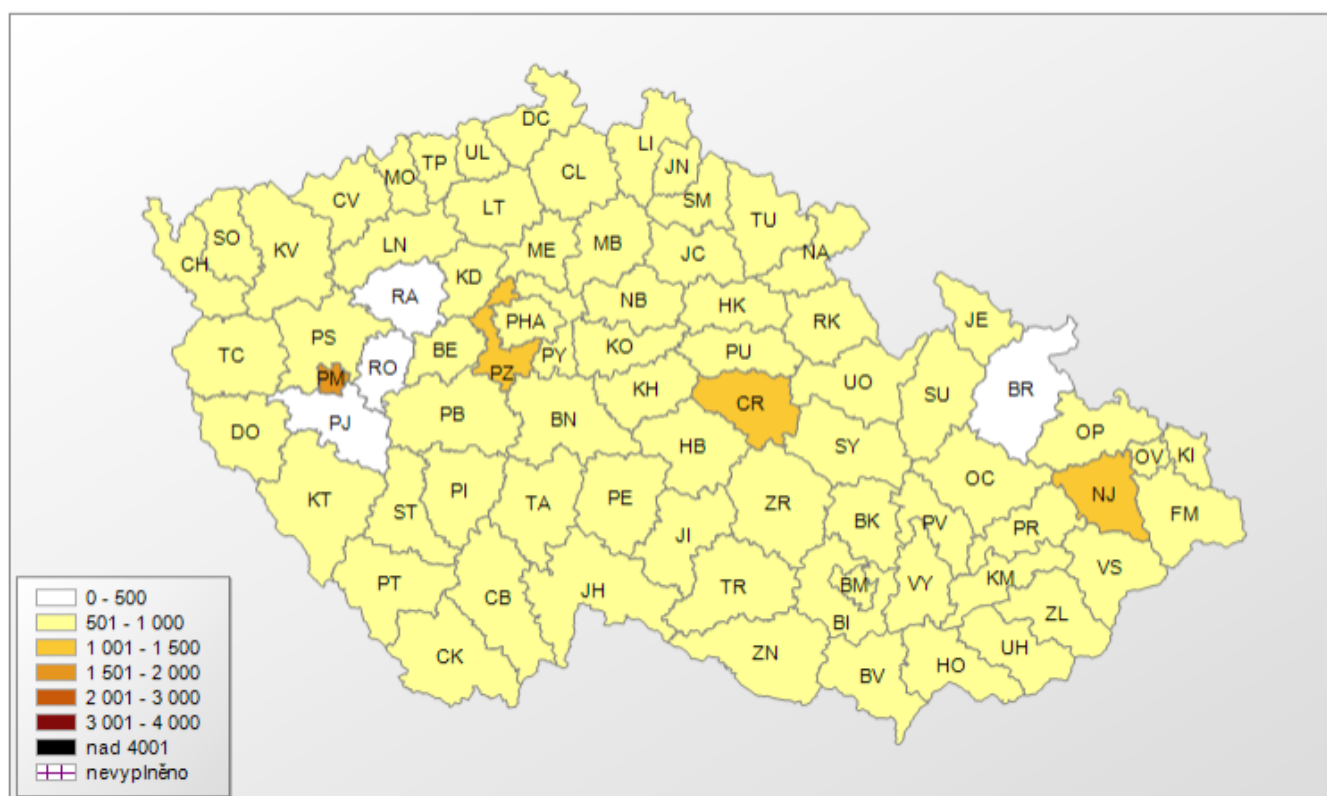 DC
LI
UL
TP
JN
MO
CL
CV
SM
LT
TU
SO
MB
LN
ME
JC
NA
CH
KV
KD
RA
NB
HK
PHA
RK
JE
PS
KO
PU
TC
BE
PY
RO
PZ
PM
KH
UO
BR
SU
CR
PB
BN
PJ
DO
OP
HB
SY
OV
KI
OC
PI
PE
NJ
KT
TA
ZR
ST
FM
BK
PV
PR
JI
VS
KM
PT
TR
BM
VY
JH
CB
ZL
BI
UH
CK
ZN
HO
BV
0 - 500
501 - 1 000
1 001 - 1 500
1 501 - 2 000
2 001 - 3 000
3 001 - 4 000
nad 4001
nevyplněno